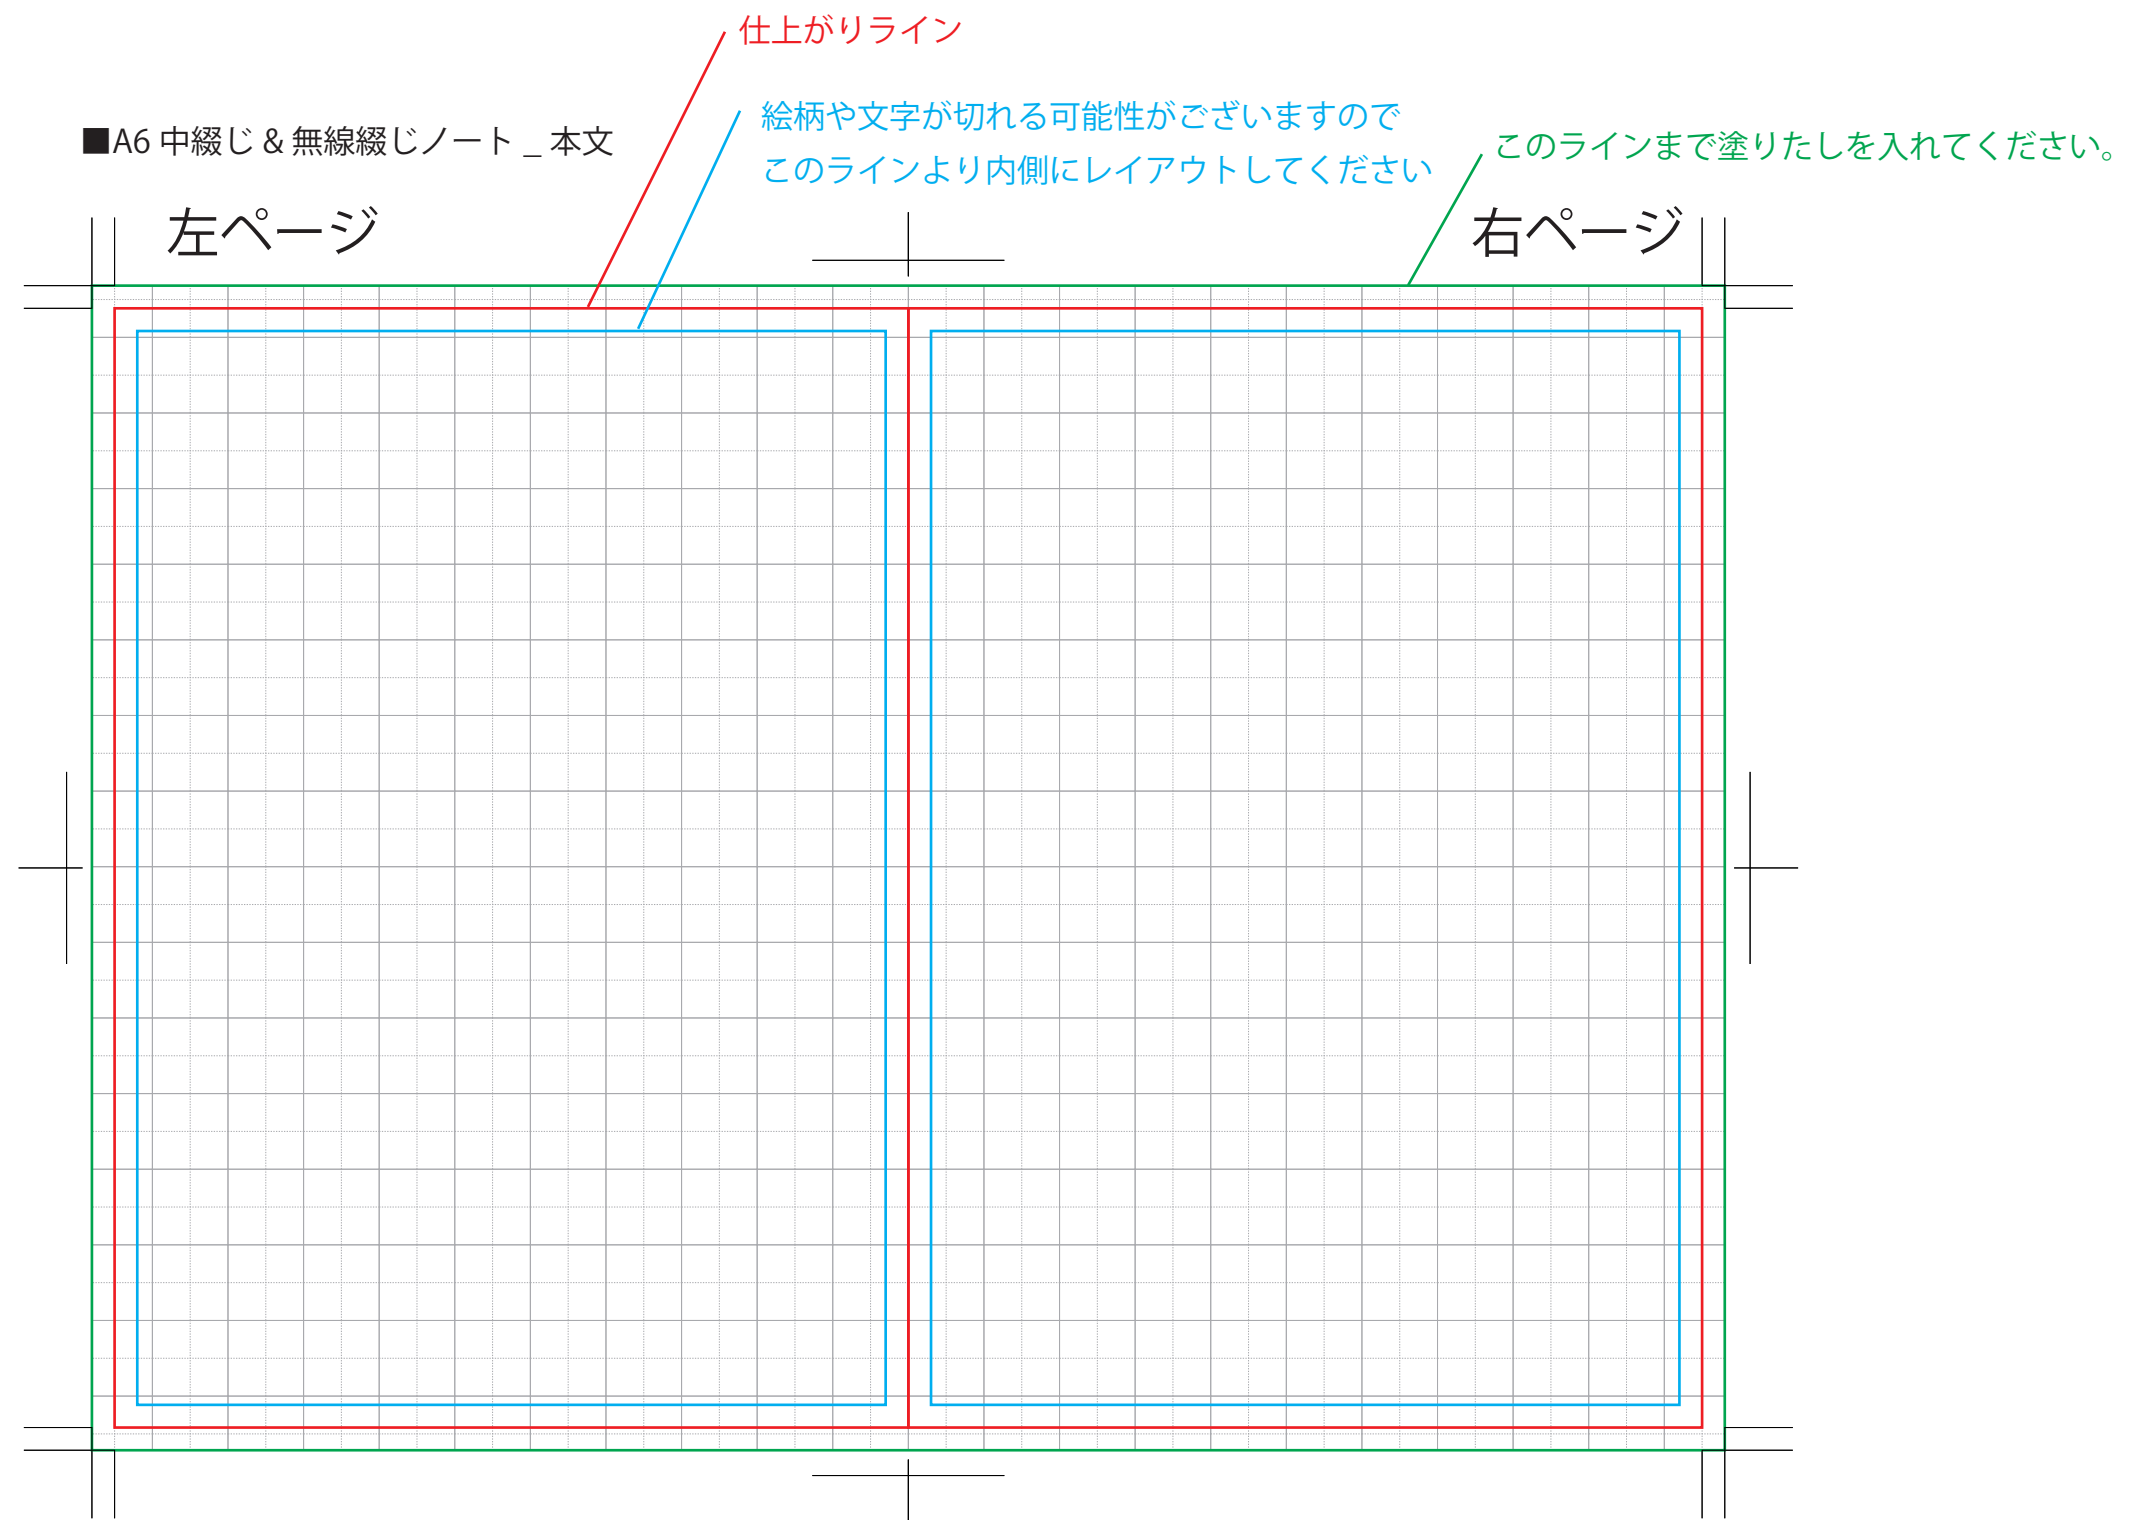 仕上がりライン
絵柄や文字が切れる可能性がございますので
このラインより内側にレイアウトしてください
このラインまで塗りたしを入れてください。
■A6 中綴じ & 無線綴じノート _ 本文
左ページ
右ページ